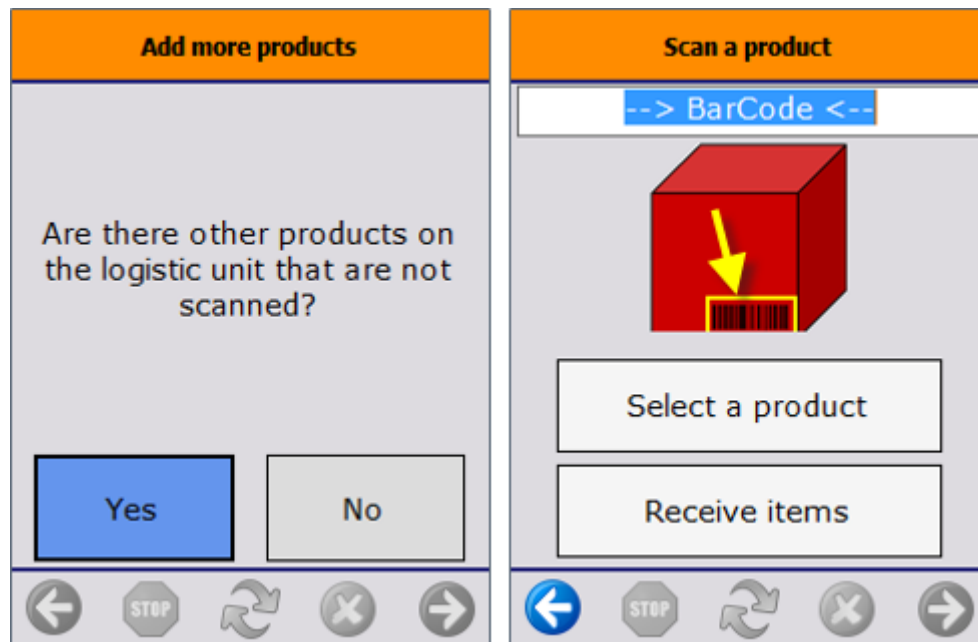 Add more products
Are there other products on
the logistic unit that are not
scanned?
Yes
No
STOP
Scan a product
--> BarCode <--
Select a product
Receive items
STOP